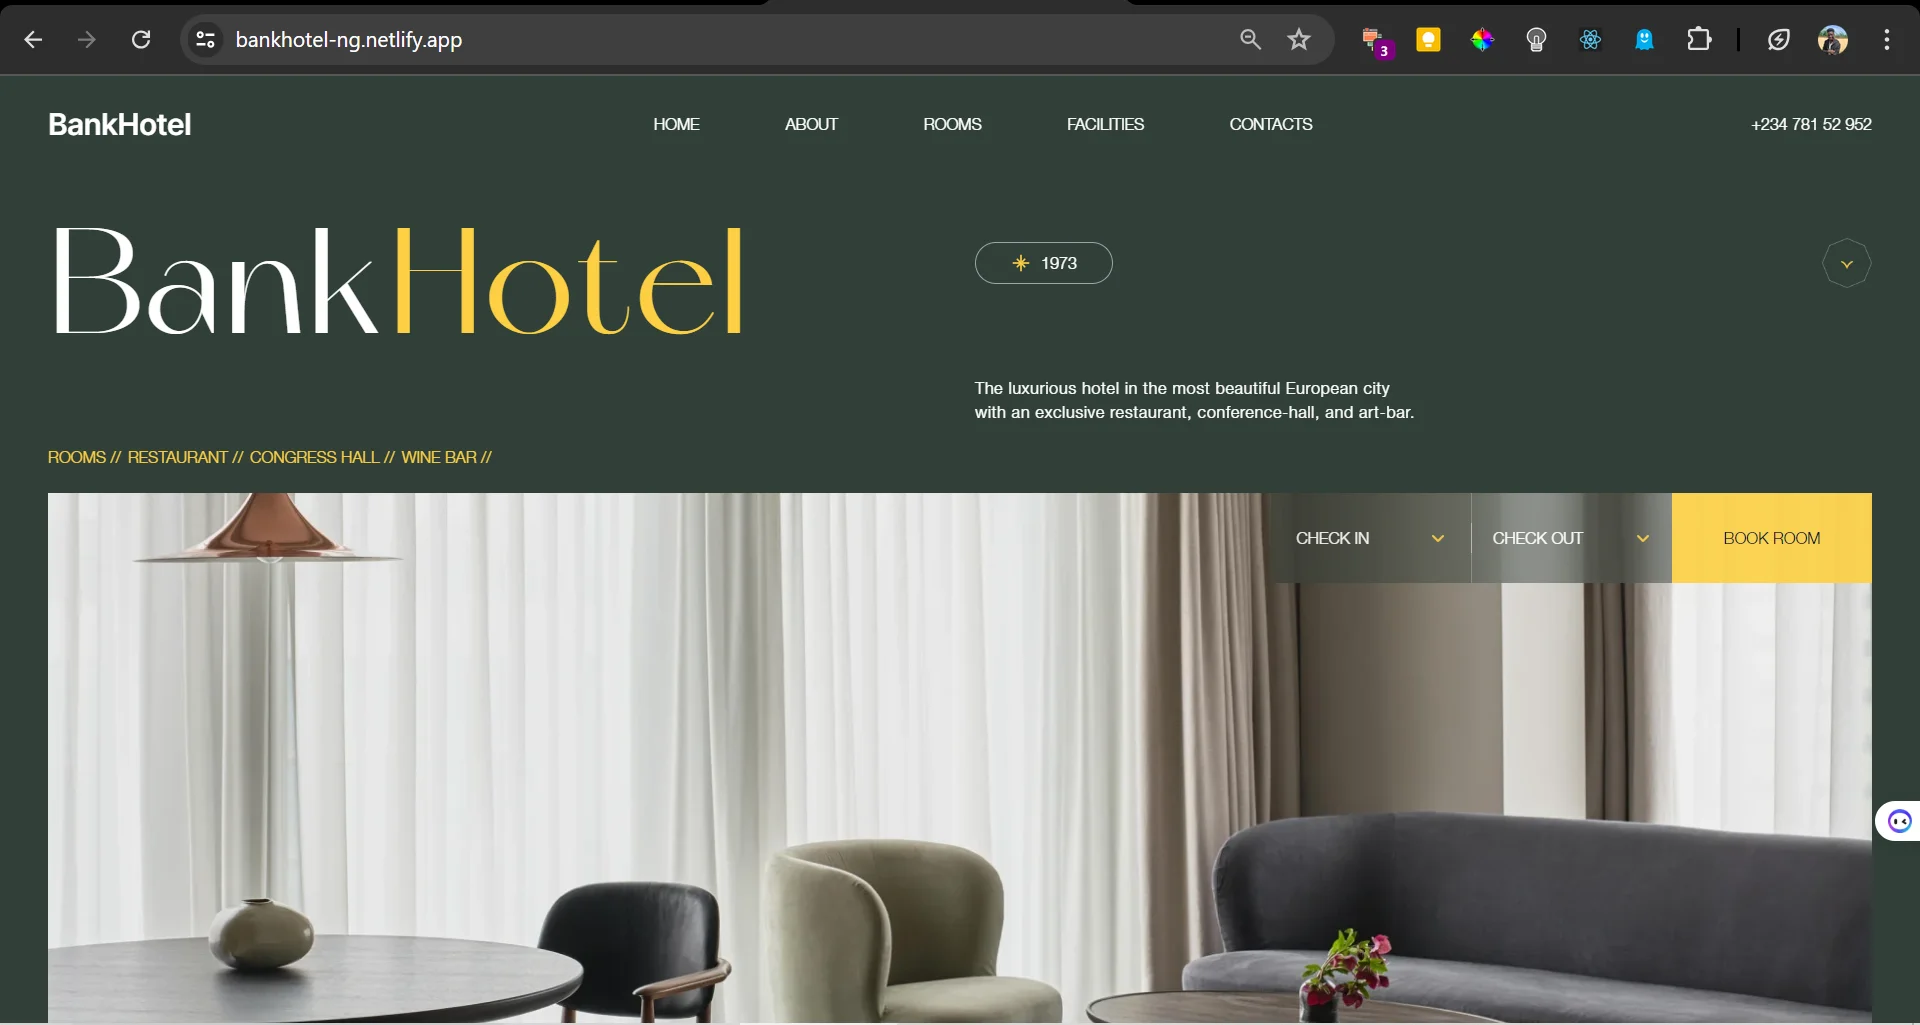 bankhotel-ng.netlify.app
3
BankHotel
HOME
ABOUT
ROOMS
FACILITIES
CONTACTS
+234 781 52 952
BankHotel
1973
The luxurious hotel in the most beautiful European city
with an exclusive restaurant, conference-hall, and art-bar.
ROOMS // RESTAURANT // CONGRESS HALL // WINE BAR //
CHECK IN
CHECK OUT
BOOK ROOM